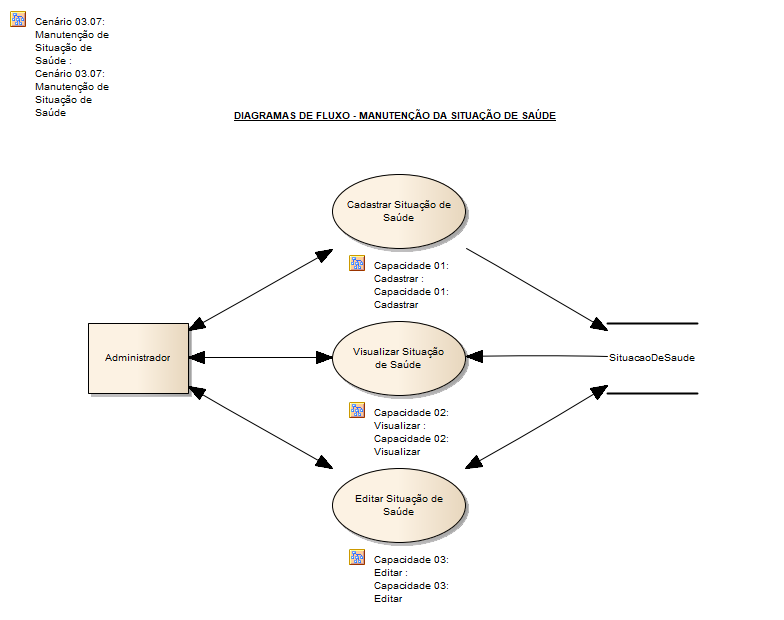 Cenário 03.07:
Manutenção de
Situação de
Saúde :
Cenário 03.07:
Manutenção de
Situação de
Saúde
DIAGRAMAS DE FLUXO - MANUTENÇÃO DA SITUAÇÃO DE SAÚDE
Cadastrar Situação de
Saúde
Capacidade 01:
Cadastrar :
Capacidade 01:
Cadastrar
Administrador
Visualizar Situação
de Saúde
SituacaoDeSaude
Capacidade 02:
Visualizar :
Capacidade 02:
Visualizar
Editar Situação de
Saúde
Capacidade 03:
Editar :
Capacidade 03:
Editar